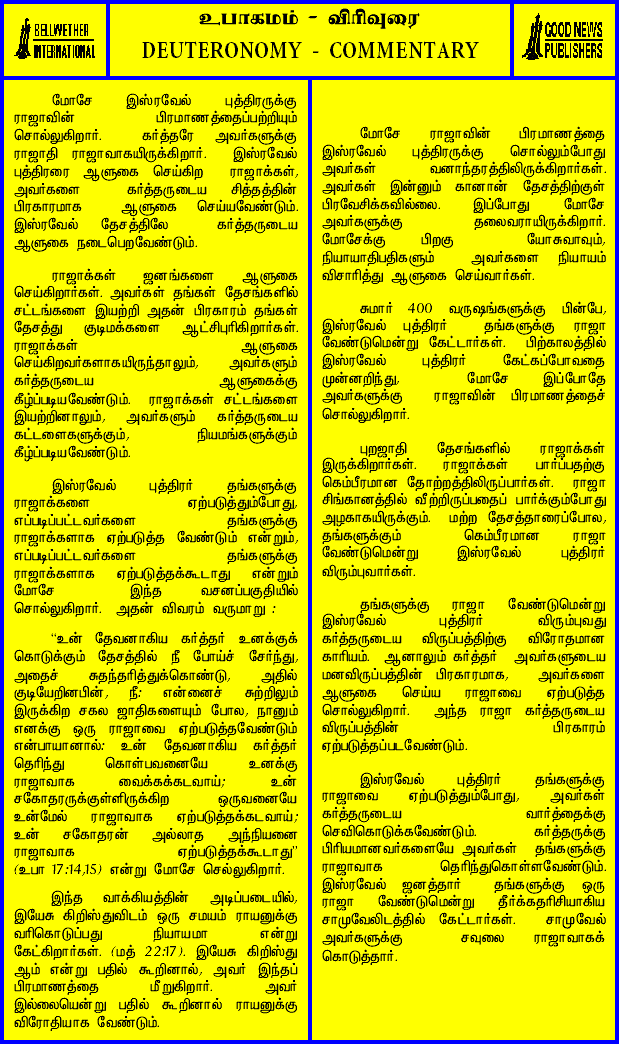 BELLWETHER
INTERNATIONAL
உபாகமம் - விரிவுரை
DEUTERONOMY - COMMENTARY
GOOD NEWS
PUBLISHERS
மோசே இஸ்ரவேல் புத்திரருக்கு
ராஜாவின் பிரமாணத்தைப்பற்றியும்
சொல்லுகிறார். கர்த்தரே அவர்களுக்கு
ராஜாதி ராஜாவாகயிருக்கிறார். இஸ்ரவேல்
புத்திரரை ஆளுகை செய்கிற ராஜாக்கள்,
அவர்களை கர்த்தருடைய சித்தத்தின்
பிரகாரமாக ஆளுகை செய்யவேண்டும்.
இஸ்ரவேல் தேசத்திலே கர்த்தருடைய
ஆளுகை நடைபெறவேண்டும்.
ராஜாக்கள் ஜனங்களை ஆளுகை
செய்கிறார்கள். அவர்கள் தங்கள் தேசங்களில்
சட்டங்களை இயற்றி அதன் பிரகாரம் தங்கள்
தேசத்து குடிமக்களை ஆட்சிபுரிகிறார்கள்.
ராஜாக்கள் ஆளுகை
செய்கிறவர்களாகயிருந்தாலும், அவர்களும்
கர்த்தருடைய ஆளுகைக்கு
கீழ்ப்படியவேண்டும். ராஜாக்கள் சட்டங்களை
இயற்றினாலும், அவர்களும் கர்த்தருடைய
கட்டளைகளுக்கும், நியமங்களுக்கும்
கீழ்ப்படியவேண்டும்.
இஸ்ரவேல் புத்திரர் தங்களுக்கு
ராஜாக்களை ஏற்படுத்தும்போது,
எப்படிப்பட்டவர்களை தங்களுக்கு
ராஜாக்களாக ஏற்படுத்த வேண்டும் என்றும்,
எப்படிப்பட்டவர்களை தங்களுக்கு
ராஜாக்களாக ஏற்படுத்தக்கூடாது என்றும்
மோசே இந்த வசனப்பகுதியில்
சொல்லுகிறார். அதன் விவரம் வருமாறு :
"உன் தேவனாகிய கர்த்தர் உனக்குக்
கொடுக்கும் தேசத்தில் நீ போய்ச் சேர்ந்து,
அதைச் சுதந்தரித்துக்கொண்டு, அதில்
குடியேறினபின், நீ: என்னைச் சுற்றிலும்
இருக்கிற சகல ஜாதிகளையும் போல, நானும்
எனக்கு ஒரு ராஜாவை ஏற்படுத்தவேண்டும்
என்பாயானால்: உன் தேவனாகிய கர்த்தர்
தெரிந்து கொள்பவனையே உனக்கு
ராஜாவாக வைக்கக்கடவாய்; உன்
சகோதரருக்குள்ளிருக்கிற ஒருவனையே
உன்மேல் ராஜாவாக ஏற்படுத்தக்கடவாய்;
உன் சகோதரன் அல்லாத அந்நியனை
ராஜாவாக ஏற்படுத்தக்கூடாது"
(உபா 17:14,15) என்று மோசே செல்லுகிறார்.
இந்த வாக்கியத்தின் அடிப்படையில்,
இயேசு கிறிஸ்துவிடம் ஒரு சமயம் ராயனுக்கு
வரிகொடுப்பது நியாயமா என்று
கேட்கிறார்கள். (மத் 22:17). இயேசு கிறிஸ்து
ஆம் என்று பதில் கூறினால், அவர் இந்தப்
பிரமாணத்தை மீறுகிறார். அவர்
இல்லையென்று பதில் கூறினால் ராயனுக்கு
விரோதியாக வேண்டும்.
மோசே ராஜாவின் பிரமாணத்தை
இஸ்ரவேல் புத்திரருக்கு சொல்லும்போது
அவர்கள் வனாந்தரத்திலிருக்கிறார்கள்.
அவர்கள் இன்னும் கானான் தேசத்திற்குள்
பிரவேசிக்கவில்லை. இப்போது மோசே
அவர்களுக்கு தலைவராயிருக்கிறார்.
மோசேக்கு பிறகு யோசுவாவும்,
நியாயாதிபதிகளும் அவர்களை நியாயம்
விசாரித்து ஆளுகை செய்வார்கள்.
சுமார் 400 வருஷங்களுக்கு பின்பே,
இஸ்ரவேல் புத்திரர் தங்களுக்கு ராஜா
வேண்டுமென்று கேட்டார்கள். பிற்காலத்தில்
இஸ்ரவேல் புத்திரர் கேட்கப்போவதை
முன்னறிந்து, மோசே இப்போதே
அவர்களுக்கு ராஜாவின் பிரமாணத்தைச்
சொல்லுகிறார்.
புறஜாதி தேசங்களில் ராஜாக்கள்
இருக்கிறார்கள். ராஜாக்கள் பார்ப்பதற்கு
கெம்பீரமான தோற்றத்திலிருப்பார்கள். ராஜா
சிங்கானத்தில் வீற்றிருப்பதைப் பார்க்கும்போது
அழகாகயிருக்கும். மற்ற தேசத்தாரைப்போல,
தங்களுக்கும் கெம்பீரமான ராஜா
வேண்டுமென்று இஸ்ரவேல் புத்திரர்
விரும்புவார்கள்.
தங்களுக்கு ராஜா வேண்டுமென்று
இஸ்ரவேல் புத்திரர் விரும்புவது
கர்த்தருடைய விருப்பத்திற்கு விரோதமான
காரியம். ஆனாலும் கர்த்தர் அவர்களுடைய
மனவிருப்பத்தின் பிரகாரமாக, அவர்களை
ஆளுகை செய்ய ராஜாவை ஏற்படுத்த
சொல்லுகிறார். அந்த ராஜா கர்த்தருடைய
விருப்பத்தின் பிரகாரம்
ஏற்படுத்தப்படவேண்டும்.
இஸ்ரவேல் புத்திரர் தங்களுக்கு
ராஜாவை ஏற்படுத்தும்போது, அவர்கள்
கர்த்தருடைய வார்த்தைக்கு
செவிகொடுக்கவேண்டும். கர்த்தருக்கு
பிரியமானவர்களையே அவர்கள் தங்களுக்கு
ராஜாவாக தெரிந்துகொள்ளவேண்டும்.
இஸ்ரவேல் ஜனத்தார் தங்களுக்கு ஒரு
ராஜா வேண்டுமென்று தீர்க்கதரிசியாகிய
சாமுவேலிடத்தில் கேட்டார்கள். சாமுவேல்
அவர்களுக்கு சவுலை ராஜாவாகக்
கொடுத்தார்.